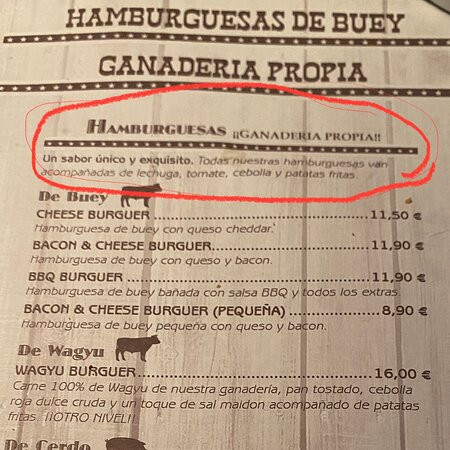 HAMBURGUESAS DE BUEY
GANADERIA PROPIA
HAMBURGUESAS ¡¡GANADERIA PROPIA!!
Un sabor único y exquisito. Todas nuestras hamburguesas van
acompañadas de lechuga, tomate, cebolla y patatas fritas.
De Buey
CHEESE BURGUER......................................11,50 €
Hamburguesa de buey con queso cheddar.
BACON & CHEESE BURGUER.........................11,90 €
Hamburguesa de buey con queso y bacon.
BBQ BURGUER..........................................11,90 €
Hamburguesa de buey bañada con salsa BBQ y todos los extras.
BACON & CHEESE BURGUER (PEQUEÑA)...........8,90 €
Hamburguesa de buey pequeña con queso y bacon.
De Wagyu
WAGYU BURGUER......................................16,00 €
Carne 100% de Wagyu de nuestra ganadería, pan tostado, cebolla
roja dulce cruda y un toque de sal maidon acompañado de patatas
fritas. ¡¡OTRO NIVEL!!
De Cerdo